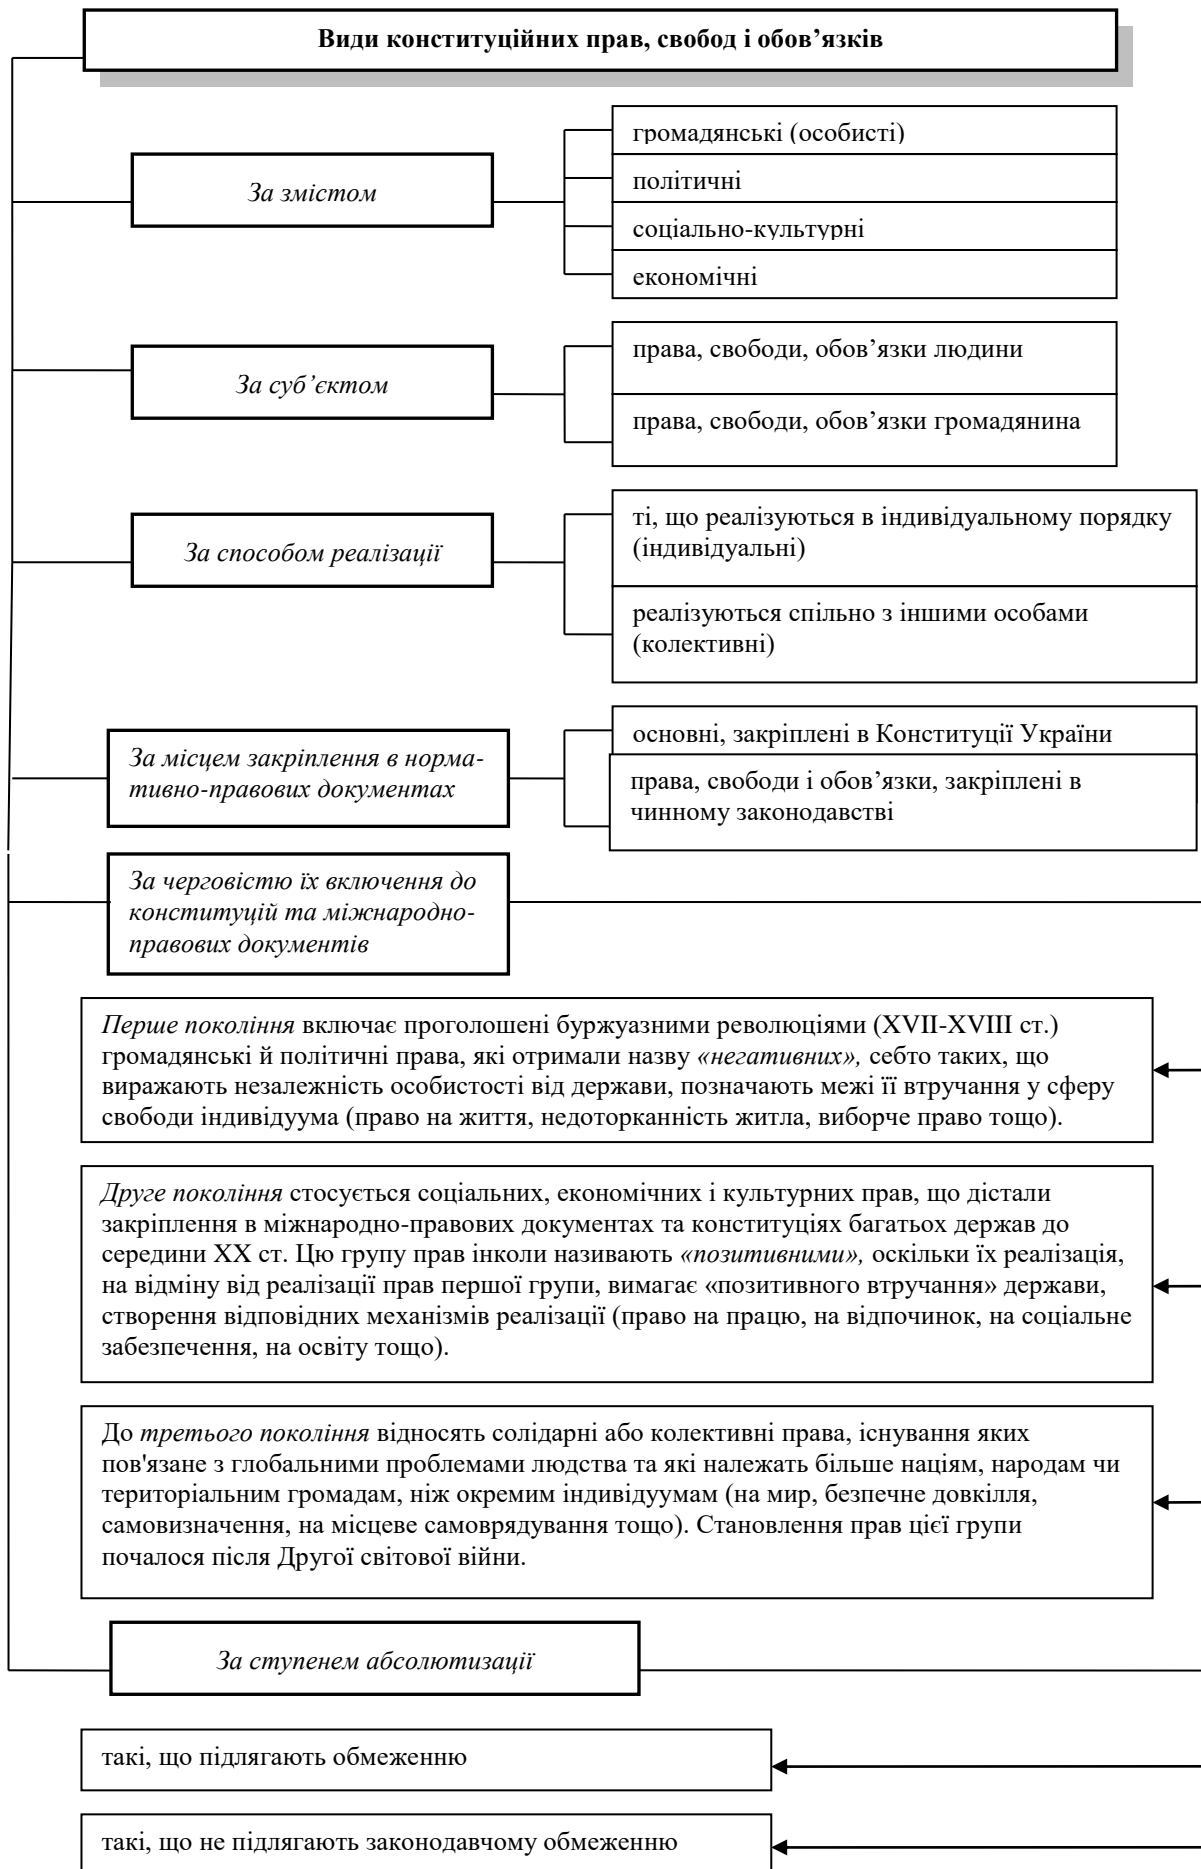 Види конституційних прав, свобод і обов’язків
За змістом
громадянські (особисті)
політичні
соціально-культурні
економічні
За суб’єктом
права, свободи, обов’язки людини
права, свободи, обов’язки громадянина
За способом реалізації
ті, що реалізуються в індивідуальному порядку
(індивідуальні)
реалізуються спільно з іншими особами
(колективні)
За місцем закріплення в норма-
тивно-правових документах
основні, закріплені в Конституції України
права, свободи і обов’язки, закріплені в
чинному законодавстві
За черговістю їх включення до
конституцій та міжнародно-
правових документів
Перше покоління включає проголошені буржуазними революціями (XVII-XVIII ст.)
громадянські й політичні права, які отримали назву «негативних», себто таких, що
виражають незалежність особистості від держави, позначають межі її втручання у сферу
свободи індивідуума (право на життя, недоторканність житла, виборче право тощо).
Друге покоління стосується соціальних, економічних і культурних прав, що дістали
закріплення в міжнародно-правових документах та конституціях багатьох держав до
середини XX ст. Цю групу прав інколи називають «позитивними», оскільки їх реалізація,
на відміну від реалізації прав першої групи, вимагає «позитивного втручання» держави,
створення відповідних механізмів реалізації (право на працю, на відпочинок, на соціальне
забезпечення, на освіту тощо).
До третього покоління відносять солідарні або колективні права, існування яких
пов'язане з глобальними проблемами людства та які належать більше націям, народам чи
територіальним громадам, ніж окремим індивідуумам (на мир, безпечне довкілля,
самовизначення, на місцеве самоврядування тощо). Становлення прав цієї групи
почалося після Другої світової війни.
За ступенем абсолютизації
такі, що підлягають обмеженню
такі, що не підлягають законодавчому обмеженню